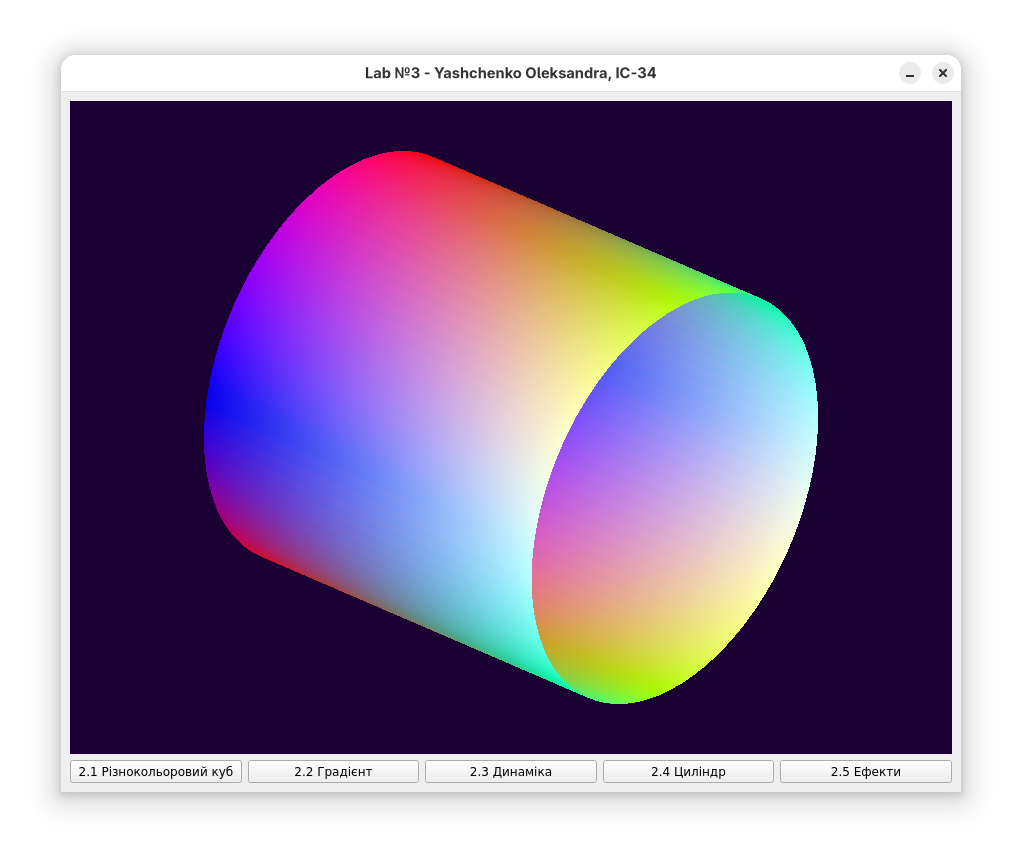 Lab №3 - Yashchenko Oleksandra, IC-34
2.1 Різнокольоровий куб
2.2 Градієнт
2.3 Динаміка
2.4 Циліндр
2.5 Ефекти